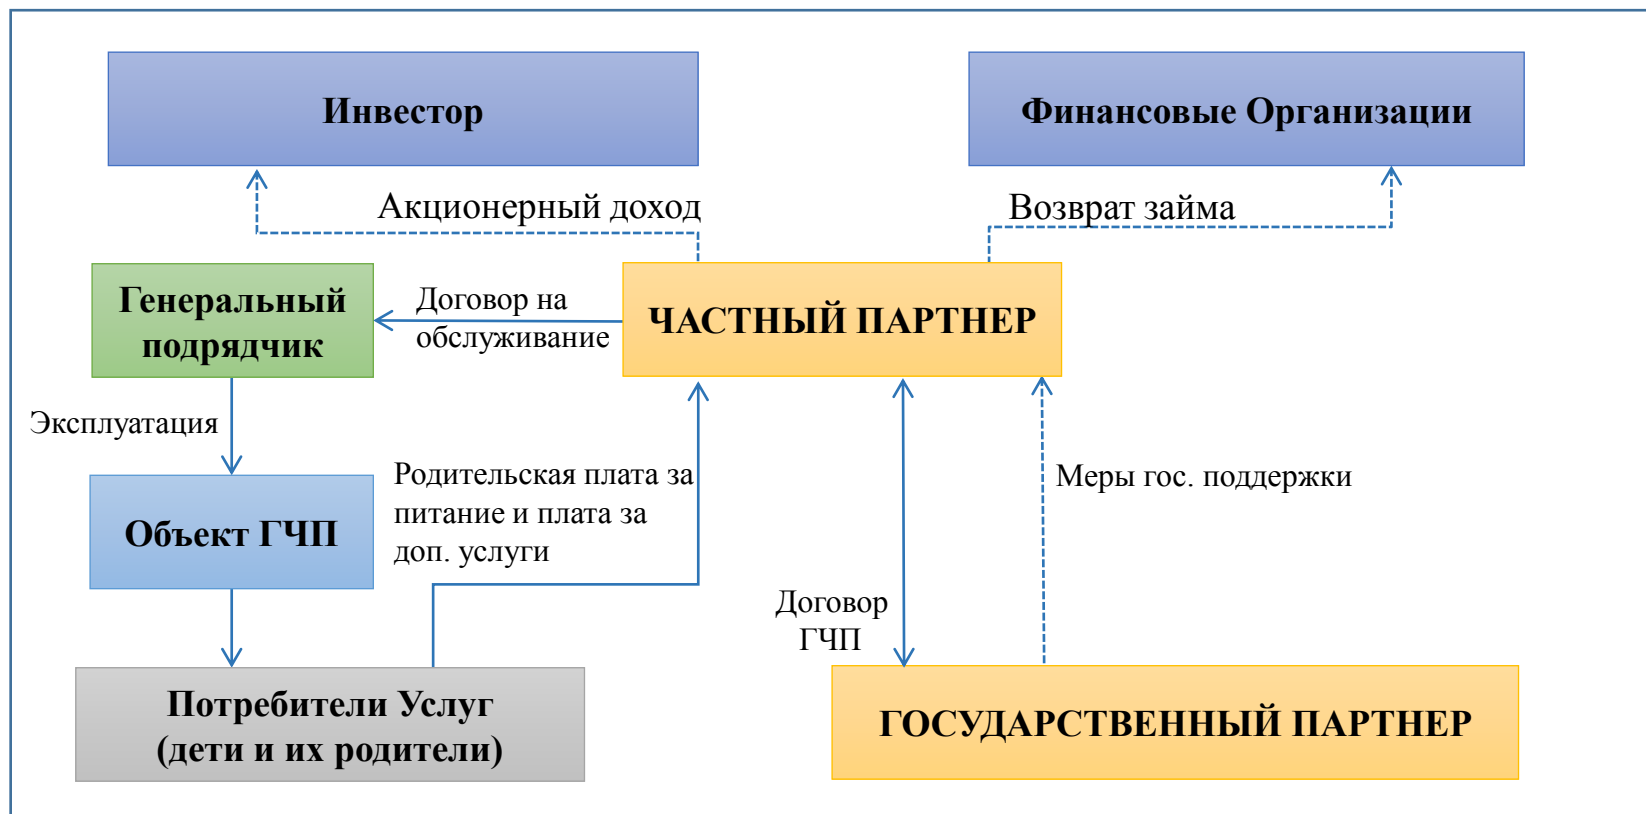 Инвестор
Финансовые Организации
Акционерный доход
Возврат займа
Генеральный
подрядчик
Договор на
обслуживание
ЧАСТНЫЙ ПАРТНЕР
Эксплуатация
Родительская плата за
питание и плата за
доп. услуги
Меры гос. поддержки
Объект ГЧП
Договор
ГЧП
Потребители Услуг
(дети и их родители)
ГОСУДАРСТВЕННЫЙ ПАРТНЕР